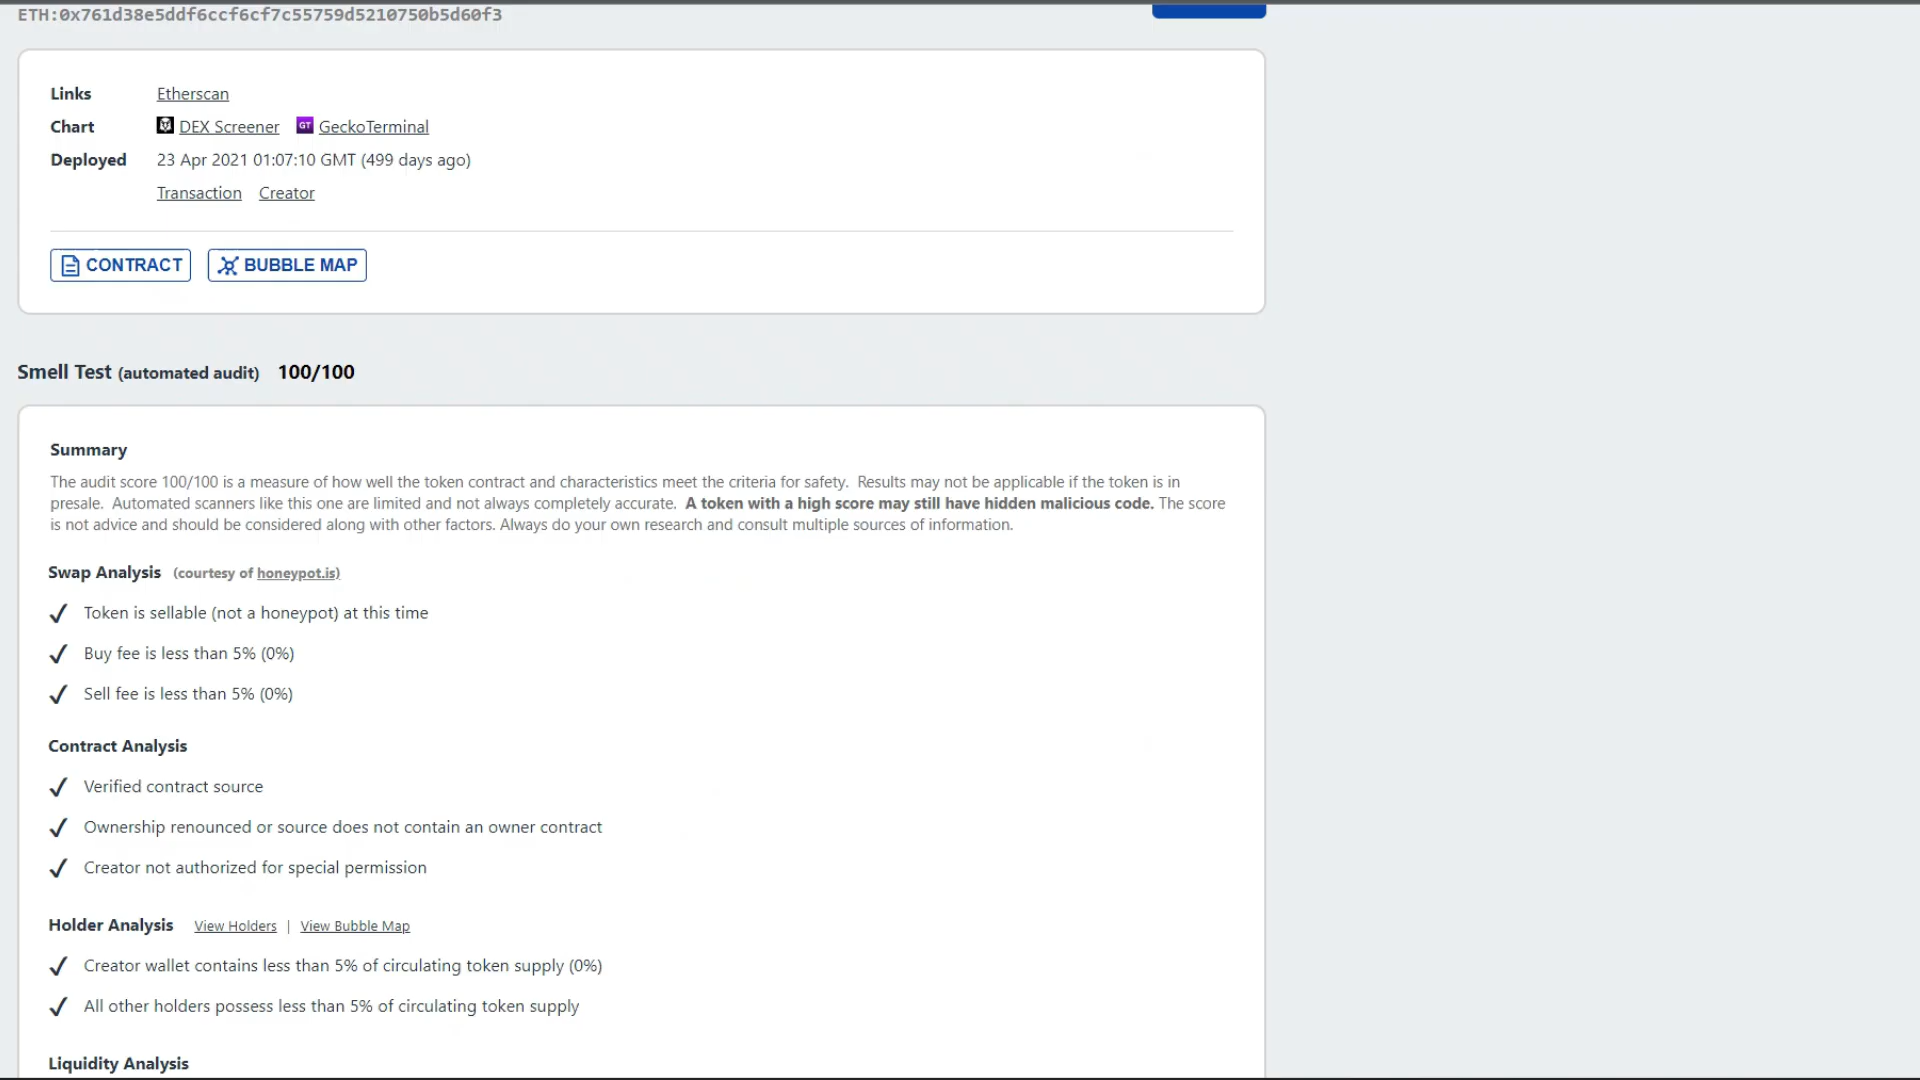 ETH:0x761d38e5ddf6ccf6cf7c55759d5210750b5d60f3
Links Etherscan
Chart DEX Screener GT GeckoTerminal
Deployed 23 Apr 2021 01:07:10 GMT (499 days ago)
Transaction Creator
CONTRACT BUBBLE MAP
Smell Test (automated audit) 100/100
Summary
The audit score 100/100 is a measure of how well the token contract and characteristics meet the criteria for safety. Results may not be applicable if the token is in
presale. Automated scanners like this one are limited and not always completely accurate. A token with a high score may still have hidden malicious code. The score
is not advice and should be considered along with other factors. Always do your own research and consult multiple sources of information.
Swap Analysis (courtesy of honeypot.is)
Token is sellable (not a honeypot) at this time
Buy fee is less than 5% (0%)
Sell fee is less than 5% (0%)
Contract Analysis
Verified contract source
Ownership renounced or source does not contain an owner contract
Creator not authorized for special permission
Holder Analysis View Holders | View Bubble Map
Creator wallet contains less than 5% of circulating token supply (0%)
All other holders possess less than 5% of circulating token supply
Liquidity Analysis